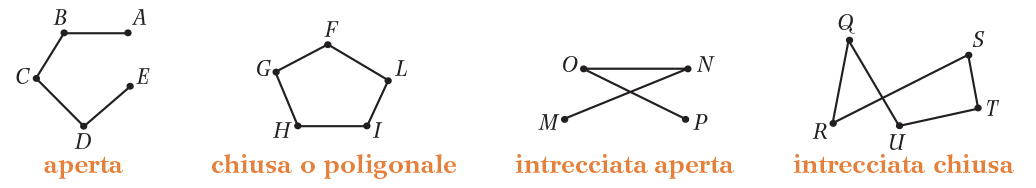 B A
C E
D
aperta
F
G L
H I
chiusa o poligonale
O N
M P
intrecciata aperta
Q
S
R U T
intrecciata chiusa